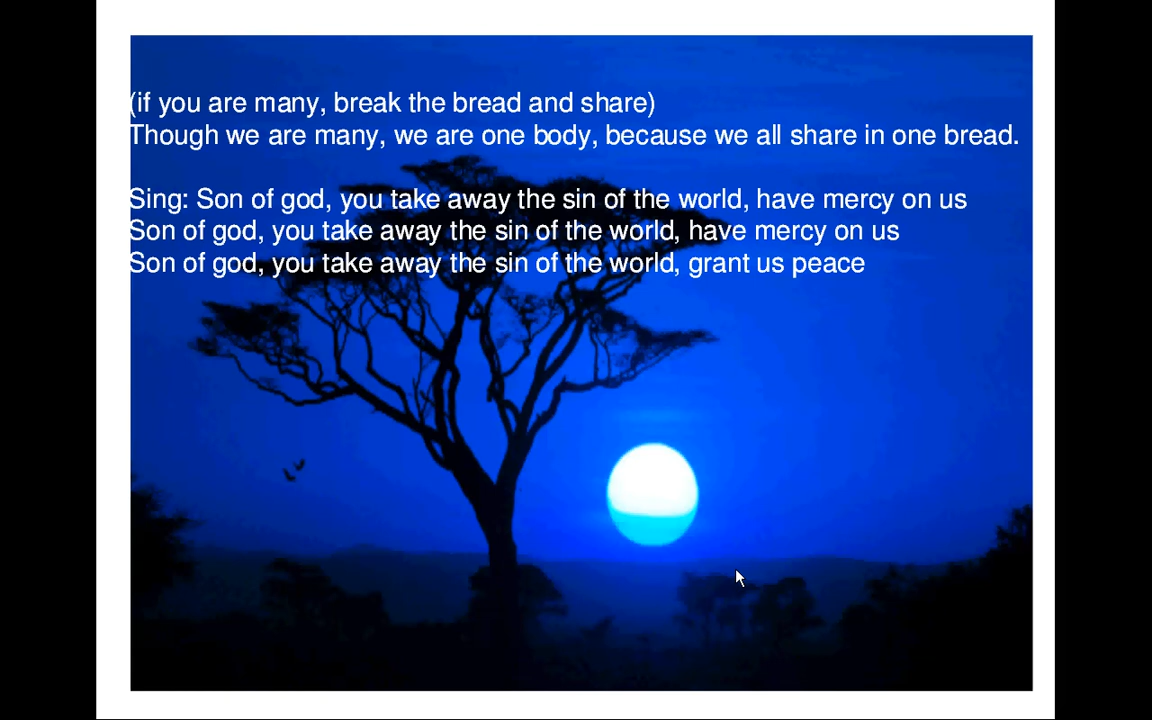 (if you are many, break the bread and share)
Though we are many, we are one body, because we all share in one bread.
Sing: Son of god, you take away the sin of the world, have mercy on us
Son of god, you take away the sin of the world, have mercy on us
Son of god, you take away the sin of the world, grant us peace